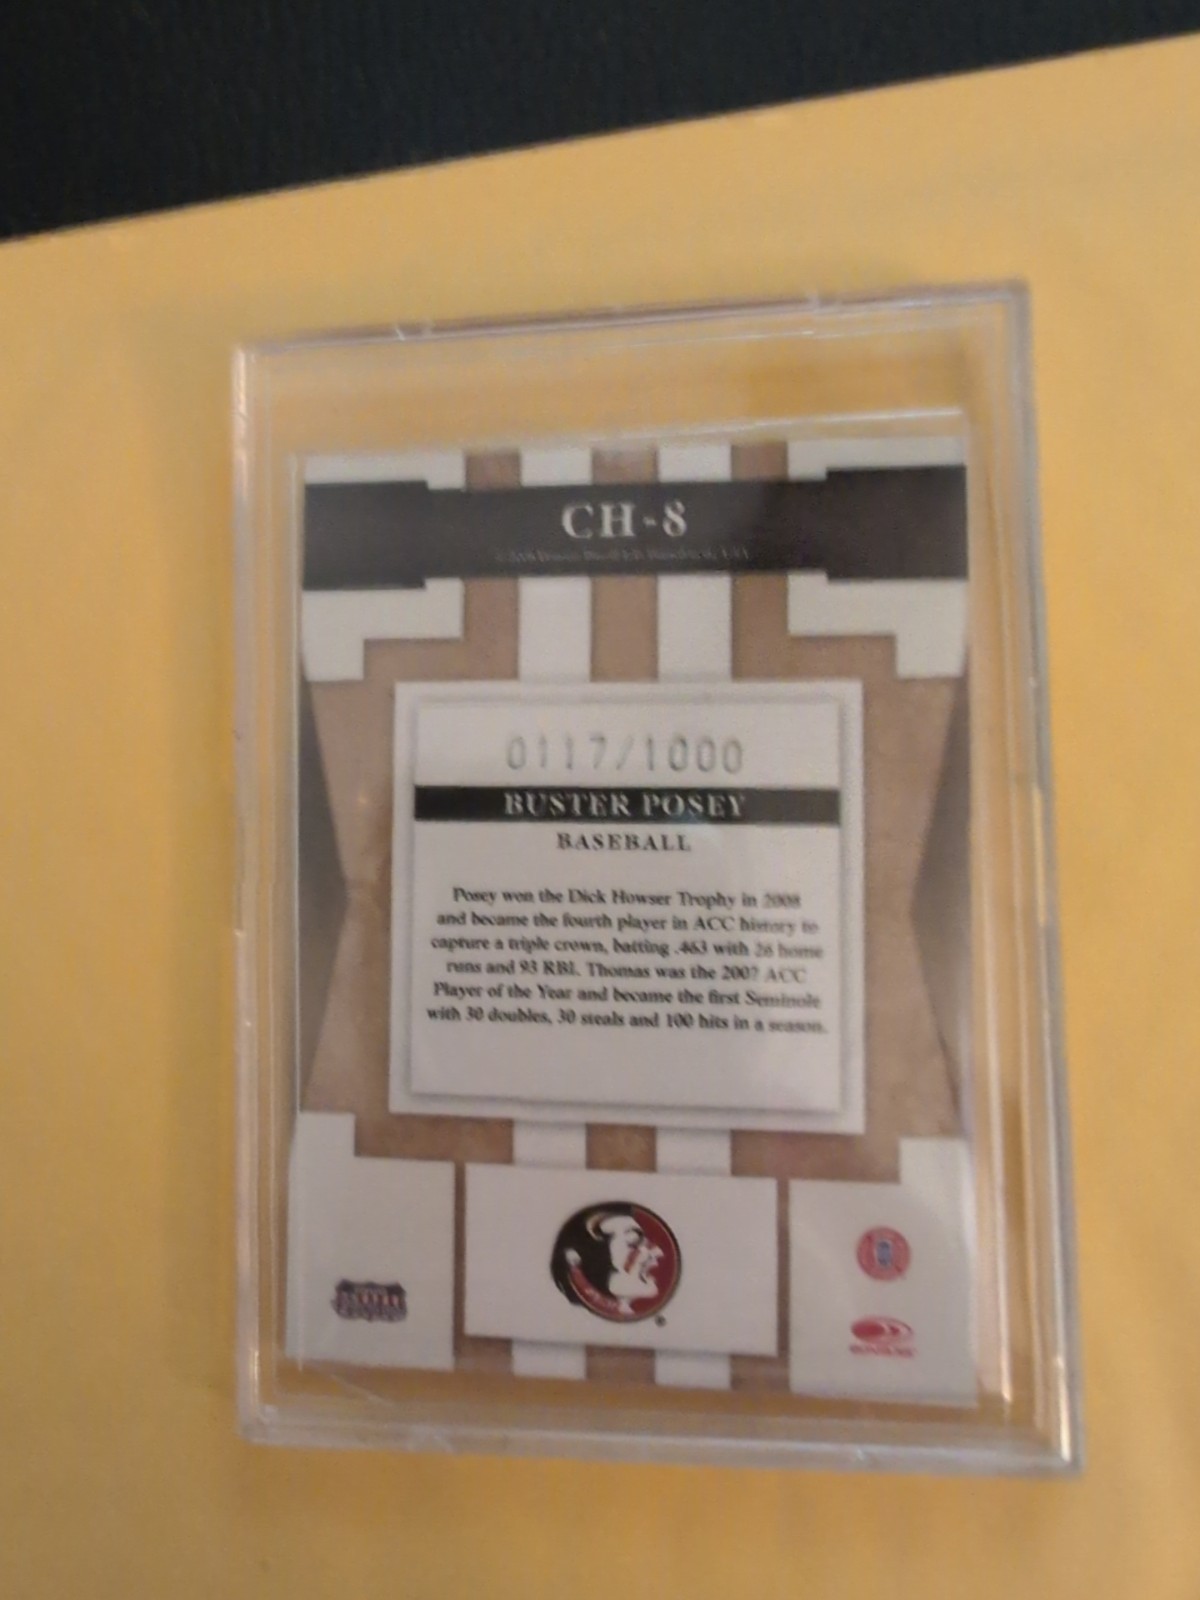 CH-8
0117/1000
BUSTER POSEY
BASEBALL
Posey won the Dick Howser Trophy in 2008
and became the fourth player in ACC history to
capture a triple crown, batting .463 with 26 home
runs and 93 RBI. Thomas was the 2007 ACC
Player of the Year and became the first Seminole
with 30 doubles, 30 steals and 100 hits in a season.